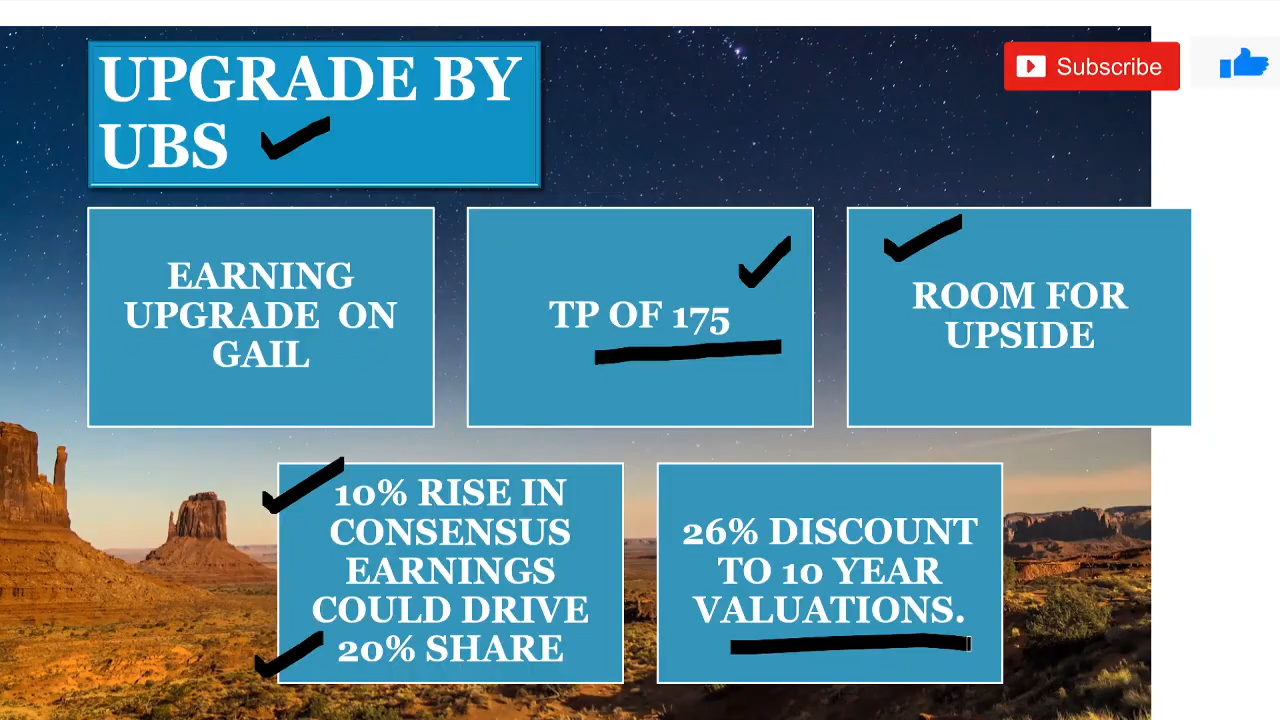 UPGRADE BY
UBS
Subscribe
EARNING
UPGRADE ON
GAIL
TP OF 175
ROOM FOR
UPSIDE
10% RISE IN
CONSENSUS
EARNINGS
COULD DRIVE
20% SHARE
26% DISCOUNT
TO 10 YEAR
VALUATIONS.